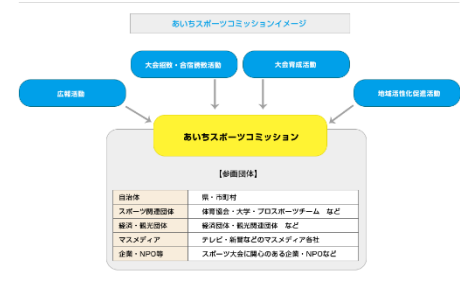 あいちスポーツコミッションイメージ
大会招致・合宿誘致活動
大会育成活動
広報活動
地域活性化促進活動
あいちスポーツコミッション
【参画団体】
自治体 県・市町村
スポーツ関連団体 体育協会・大学・プロスポーツチーム など
経済・観光団体 経済団体・観光関連団体 など
マスメディア テレビ・新聞などのマスメディア各社
企業・NPO等 スポーツ大会に関心のある企業・NPOなど